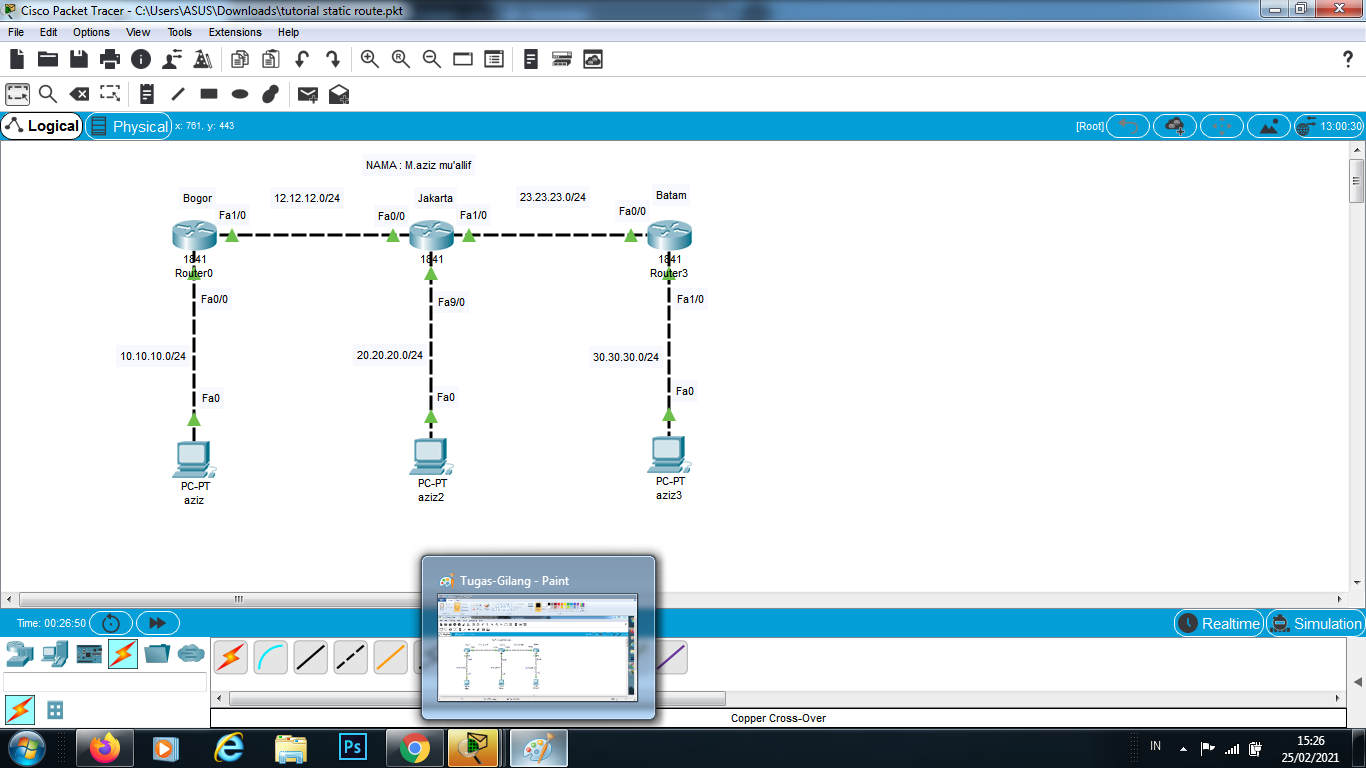 Cisco Packet Tracer - C:\Users\ASUS\Downloads\tutorial static route.pkt
File Edit Options View Tools Extensions Help
Logical Physical x: 761, y: 443 [Root] 13:00:30
NAMA : M.aziz mu'allif
Bogor 12.12.12.0/24 Jakarta 23.23.23.0/24 Batam
Fa1/0 Fa0/0 Fa1/0 Fa0/0
1841 1841 1841
Router0 Router3
Fa0/0 Fa9/0 Fa1/0
10.10.10.0/24 20.20.20.0/24 30.30.30.0/24
Fa0 Fa0 Fa0
PC-PT PC-PT PC-PT
aziz aziz2 aziz3
Tugas-Gilang - Paint
Time: 00:26:50 Realtime Simulation
Copper Cross-Over
Ps
IN 15:26
25/02/2021